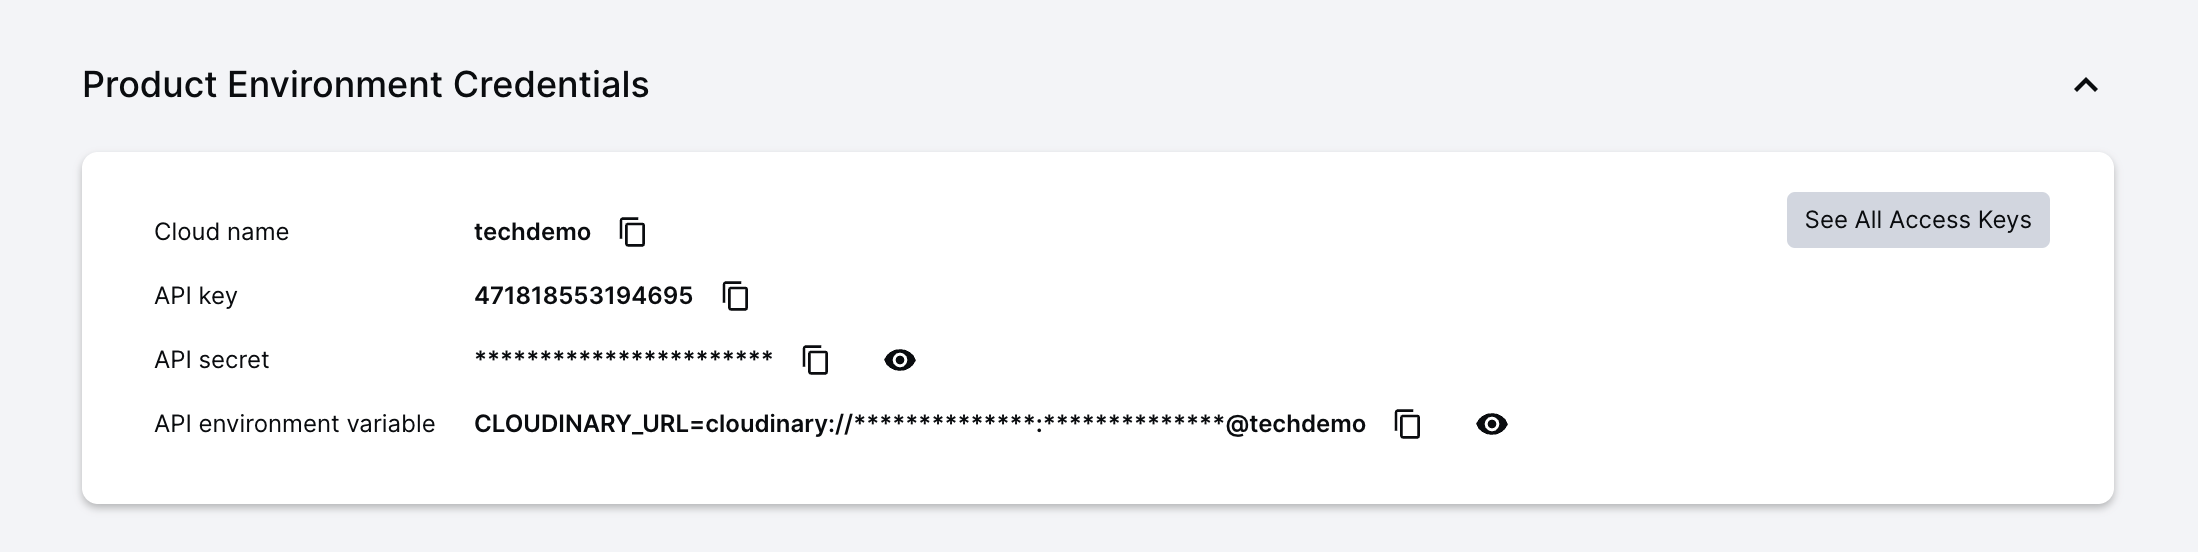 Product Environment Credentials
See All Access Keys
Cloud name techdemo
API key 471818553194695
API secret ***********************
API environment variable CLOUDINARY_URL=cloudinary://**************:**************@techdemo